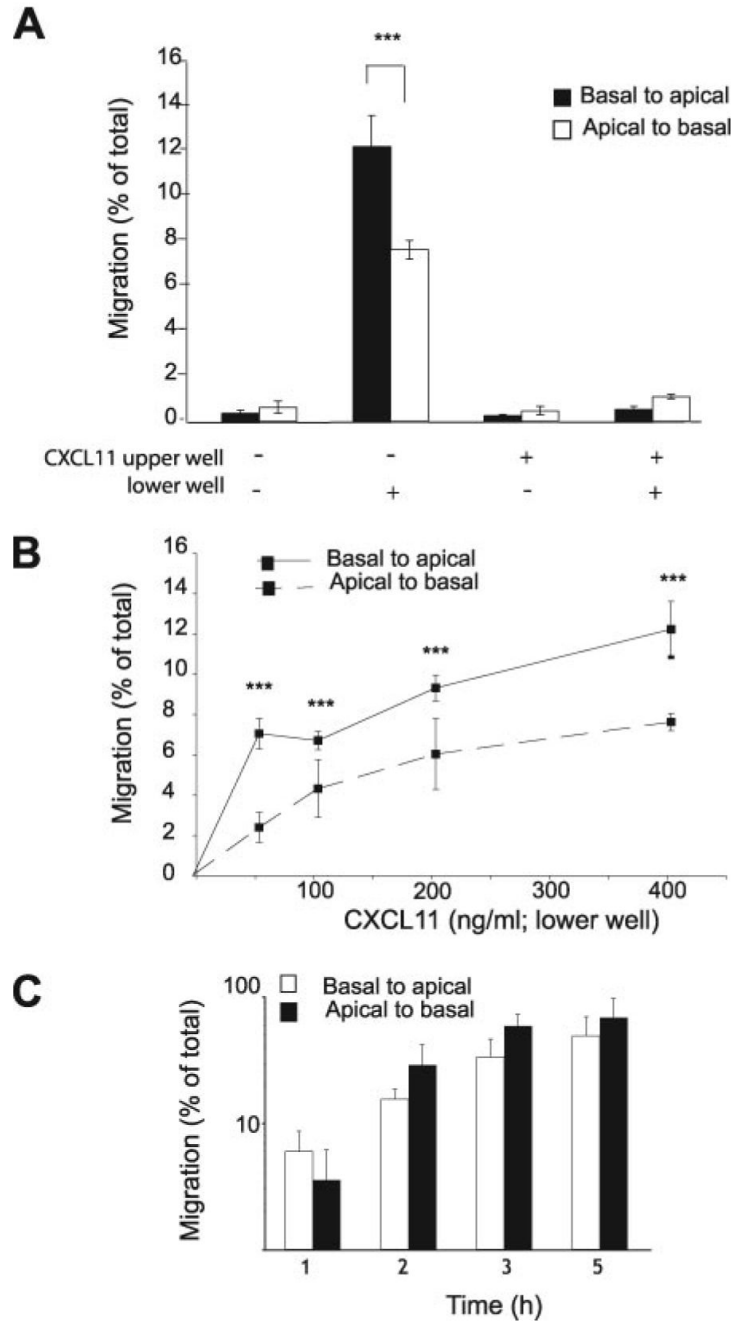 A
***
16
14
12
10
8
6
4
2
0
Migration (% of total)
Basal to apical
Apical to basal
CXCL11 upper well - - + +
lower well - + - +
B
16
14
12
10
8
6
4
2
0
Migration (% of total)
Basal to apical
Apical to basal
***
***
***
***
100 200 300 400
CXCL11 (ng/ml; lower well)
C
100
10
Migration (% of total)
Basal to apical
Apical to basal
1 2 3 5
Time (h)